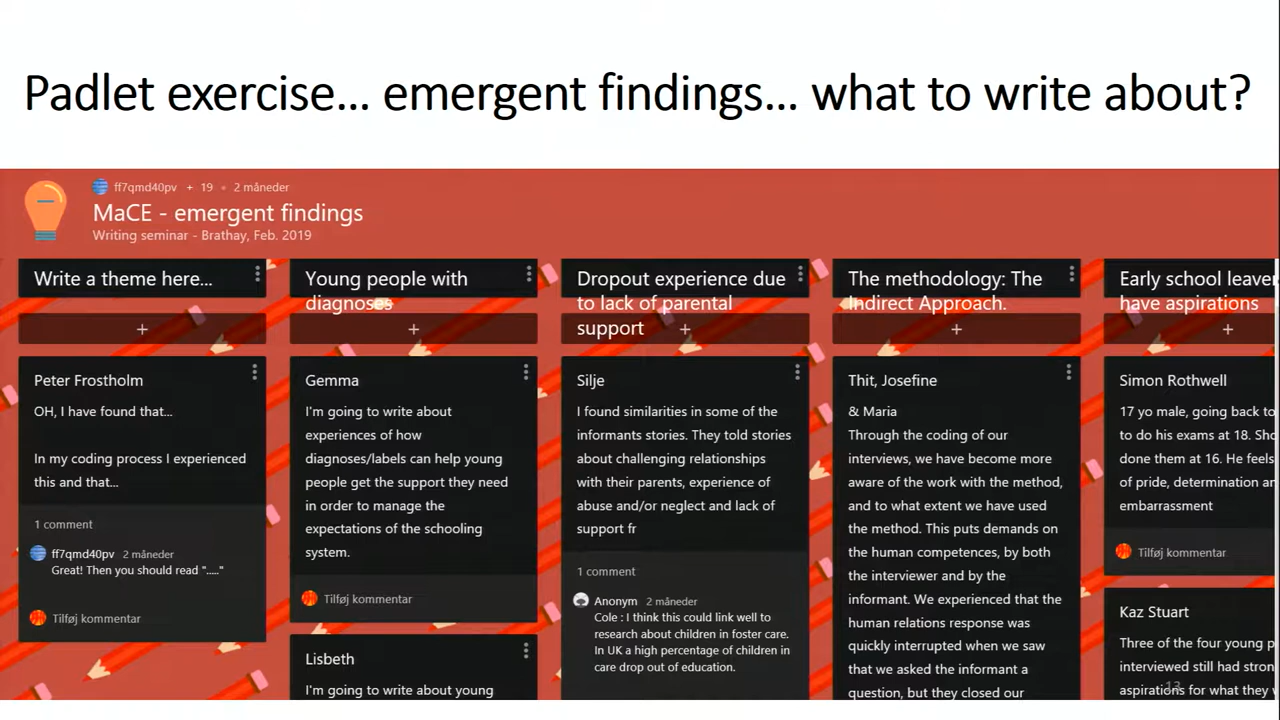 Padlet exercise... emergent findings... what to write about?
ff7qmd40pv + 19 • 2 måneder
MaCE - emergent findings
Writing seminar - Brathay, Feb. 2019
Write a theme here...
+
Peter Frostholm
OH, I have found that...
In my coding process I experienced
this and that...
1 comment
ff7qmd40pv 2 måneder
Great! Then you should read "....."
Tilføj kommentar
Young people with
diagnoses
+
Gemma
I'm going to write about
experiences of how
diagnoses/labels can help young
people get the support they need
in order to manage the
expectations of the schooling
system.
Tilføj kommentar
Lisbeth
I'm going to write about young
Dropout experience due
to lack of parental
support
+
Silje
I found similarities in some of the
informants stories. They told stories
about challenging relationships
with their parents, experience of
abuse and/or neglect and lack of
support fr
1 comment
Anonym 2 måneder
Cole : I think this could link well to
research about children in foster care.
In UK a high percentage of children in
care drop out of education.
The methodology: The
Indirect Approach.
+
Thit, Josefine
& Maria
Through the coding of our
interviews, we have become more
aware of the work with the method,
and to what extent we have used
the method. This puts demands on
the human competences, by both
the interviewer and by the
informant. We experienced that the
human relations response was
quickly interrupted when we saw
that we asked the informant a
question, but they closed our
Early school leaver
have aspirations
+
Simon Rothwell
17 yo male, going back to
to do his exams at 18. Sho
done them at 16. He feels
of pride, determination an
embarrassment
Tilføj kommentar
Kaz Stuart
Three of the four young p
interviewed still had stron
aspirations for what they w
13